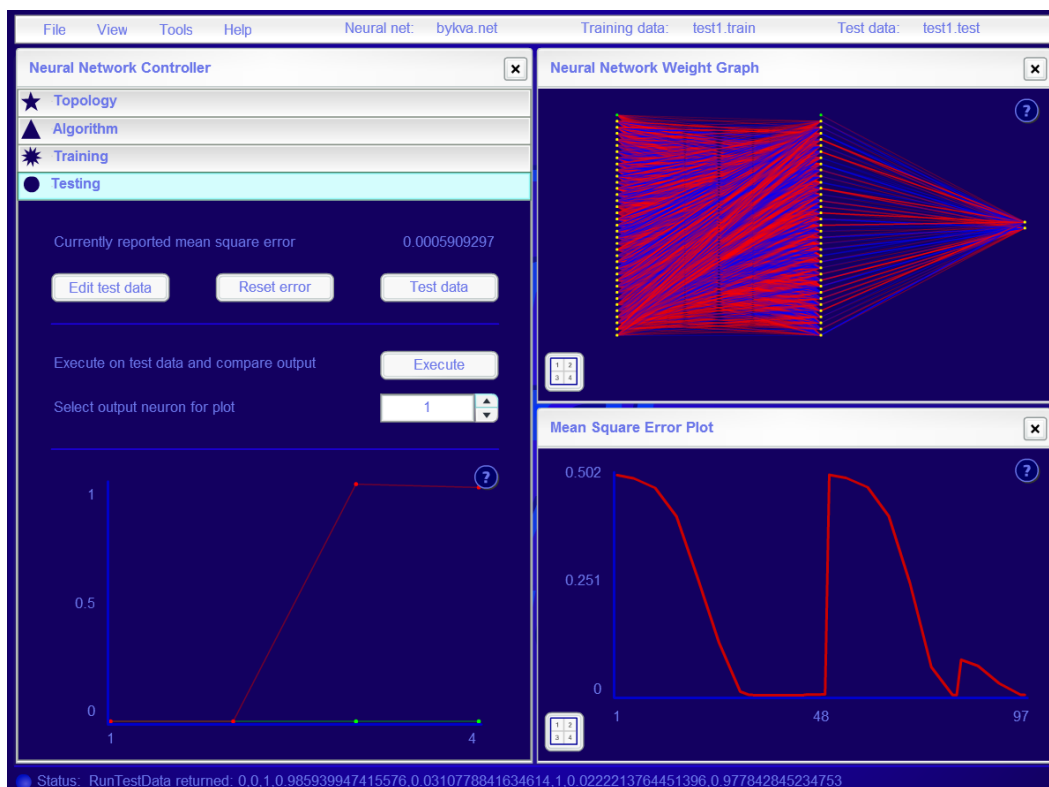 File View Tools Help Neural net: bykva.net Training data: test1.train Test data: test1.test
Neural Network Controller
Topology
Algorithm
Training
Testing
Currently reported mean square error 0.0005909297
Edit test data Reset error Test data
Execute on test data and compare output Execute
Select output neuron for plot 1
?
1
0.5
0
1 4
Neural Network Weight Graph
?
1 2
3 4
Mean Square Error Plot
?
0.502
0.251
0
1 48 97
1 2
3 4
Status: RunTestData returned: 0,0,1,0.985939947415576,0.0310778841634614,1,0.0222213764451396,0.977842845234753